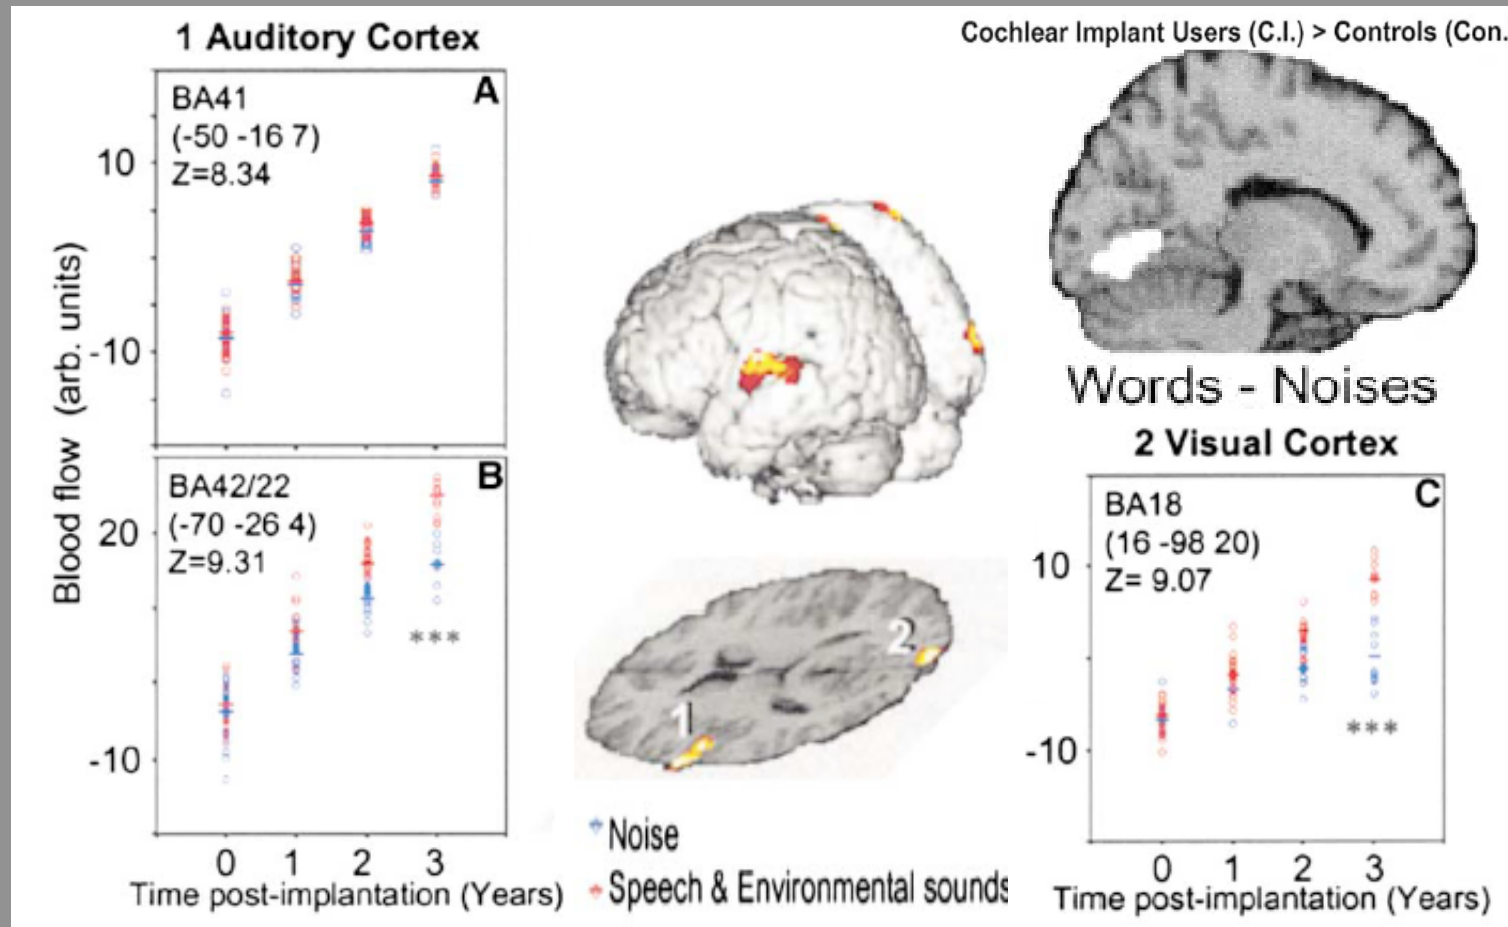 1 Auditory Cortex
A
BA41
(-50 -16 7)
Z=8.34
10
-10
Blood flow (arb. units)
B
BA42/22
(-70 -26 4)
Z=9.31
20
-10
***
0 1 2 3
Time post-implantation (Years)
1
2
Noise
Speech & Environmental sounds
Cochlear Implant Users (C.I.) > Controls (Con.
Words - Noises
2 Visual Cortex
C
BA18
(16 -98 20)
Z= 9.07
10
-10
***
0 1 2 3
Time post-implantation (Years)